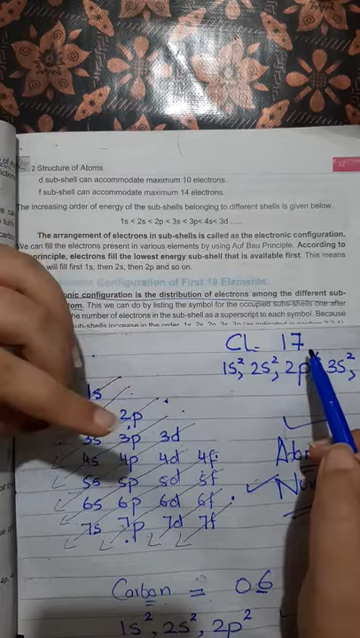 2 Structure of Atoms
d sub-shell can accommodate maximum 10 electrons.
f sub-shell can accommodate maximum 14 electrons.
The increasing order of energy of the sub-shells belonging to different shells is given below.
1s < 2s < 2p < 3s < 3p < 4s < 3d .....
The arrangement of electrons in sub-shells is called as the electronic configuration.
We can fill the electrons present in various elements by using Auf Bau Principle. According to
principle, electrons fill the lowest energy sub-shell that is available first. This means
will fill first 1s, then 2s, then 2p and so on.
Configuration of First 18 Elements.
configuration is the distribution of electrons among the different sub-
This we can do by listing the symbol for the occupied sub-shells one after
the number of electrons in the sub-shell as a superscript to each symbol. Because
CL- 17
1s², 2s², 2p 3s²,
1s
2p
3s 3p 3d
4s 4p 4d 4f
5s 5p 5d 5f
6s 6p 6d 6f
7s 7p 7d 7f
Carban = 06
1s², 2s², 2p²